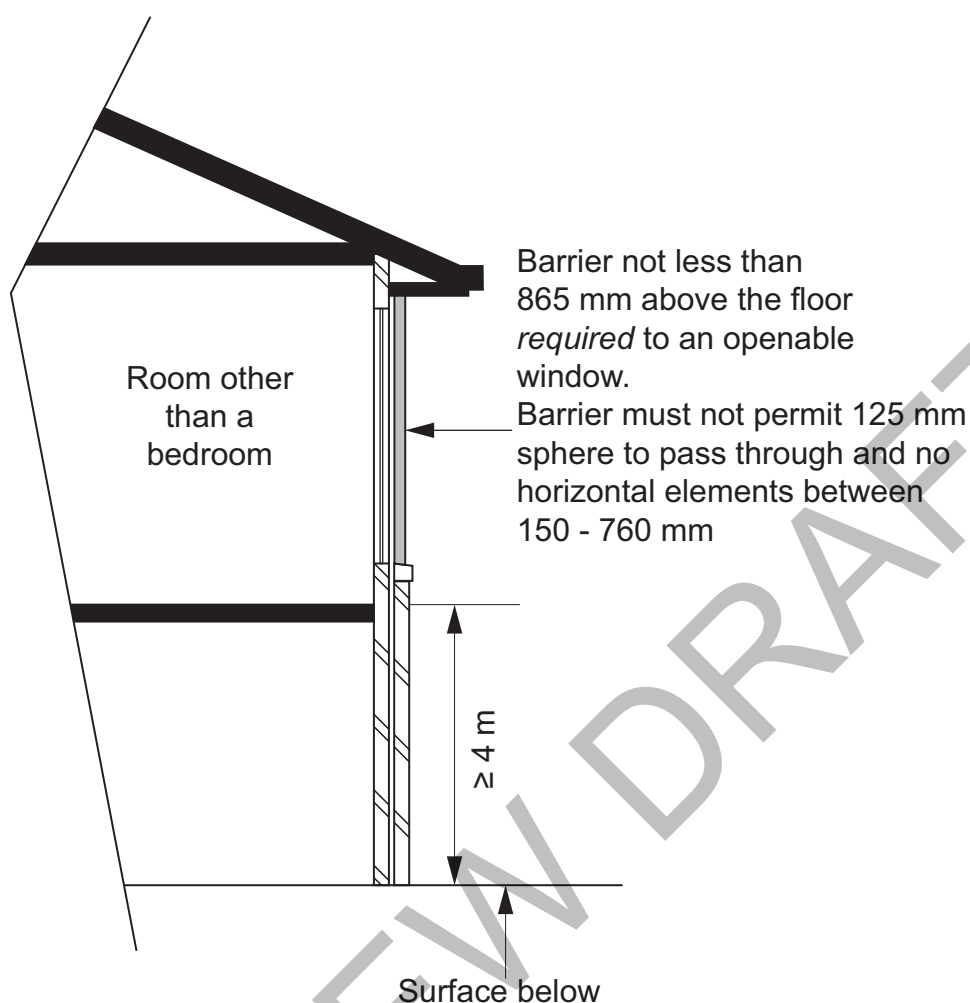 Barrier not less than
865 mm above the floor
required to an openable
window.
Barrier must not permit 125 mm
sphere to pass through and no
horizontal elements between
150 - 760 mm
Room other
than a
bedroom
≥ 4 m
Surface below
EW DRAFT